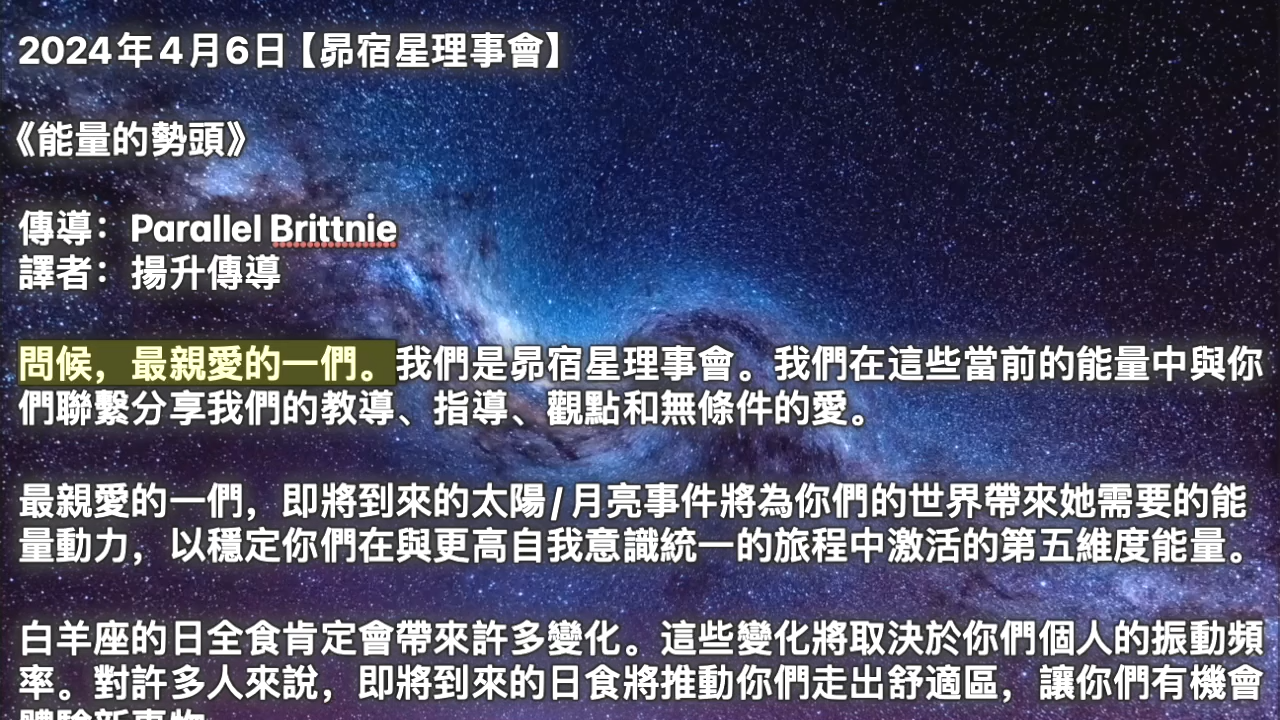 2024年4月6日【昴宿星理事會】
《能量的勢頭》
傳導：Parallel Brittnie
譯者：揚升傳導
問候，最親愛的一們。我們是昴宿星理事會。我們在這些當前的能量中與你
們聯繫分享我們的教導、指導、觀點和無條件的愛。
最親愛的一們，即將到來的太陽/月亮事件將為你們的世界帶來她需要的能
量動力，以穩定你們在與更高自我意識統一的旅程中激活的第五維度能量。
白羊座的日全食肯定會帶來許多變化。這些變化將取決於你們個人的振動頻
率。對許多人來說，即將到來的日食將推動你們走出舒適區，讓你們有機會